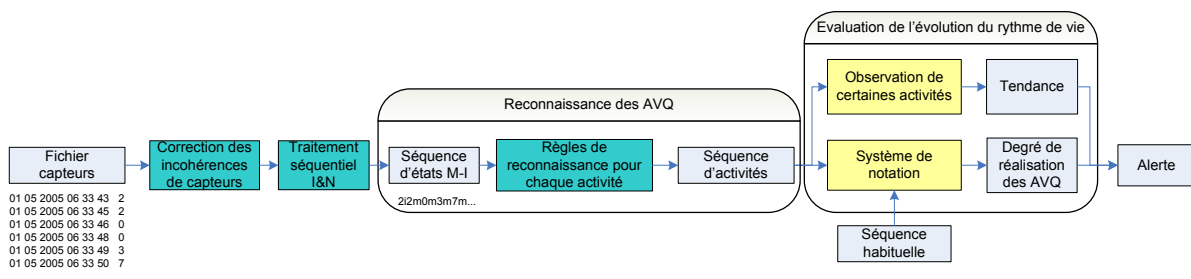 Evaluation de l'évolution du rythme de vie
Observation de
certaines activités
Tendance
Reconnaissance des AVQ
Fichier
capteurs
Correction des
incohérences
de capteurs
Traitement
séquentiel
I&N
Séquence
d'états M-I
Règles de
reconnaissance pour
chaque activité
Séquence
d'activités
Système de
notation
Degré de
réalisation
des AVQ
Alerte
2i2m0m3m7m...
01 05 2005 06 33 43 2
01 05 2005 06 33 45 2
01 05 2005 06 33 46 0
01 05 2005 06 33 48 0
01 05 2005 06 33 49 3
01 05 2005 06 33 50 7
Séquence
habituelle